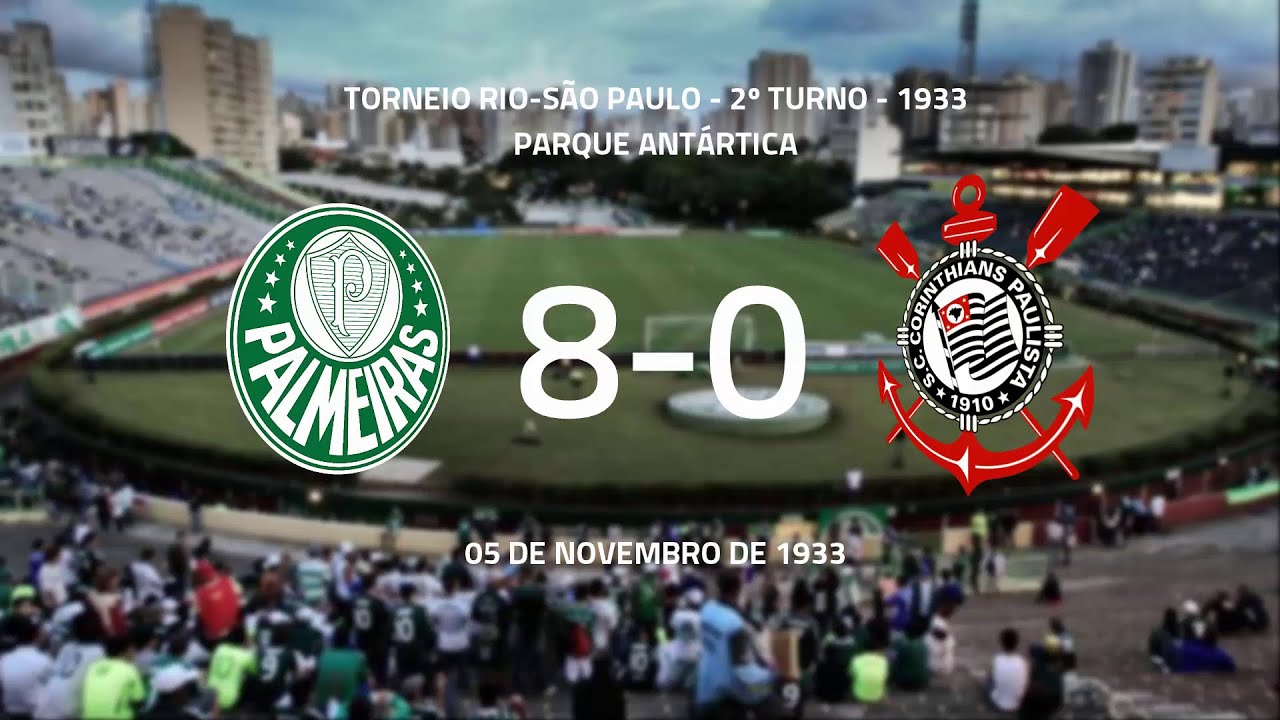 TORNEIO RIO-SÃO PAULO - 2º TURNO - 1933
PARQUE ANTÁRTICA
PALMEIRAS
P
8-0
S.C. CORINTHIANS PAULISTA
1910
05 DE NOVEMBRO DE 1933